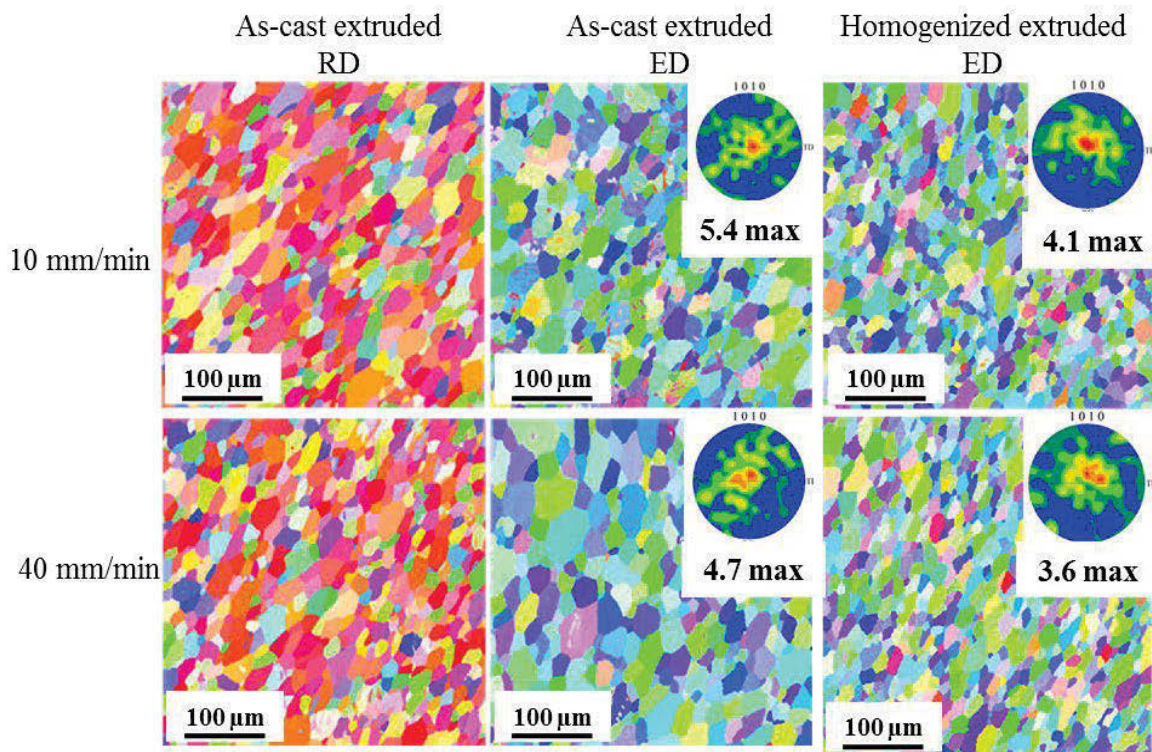 As-cast extruded
RD
As-cast extruded
ED
Homogenized extruded
ED
10 mm/min
1010
5.4 max
1010
4.1 max
100 µm
100 µm
100 µm
40 mm/min
1010
4.7 max
1010
3.6 max
100 µm
100 µm
100 µm